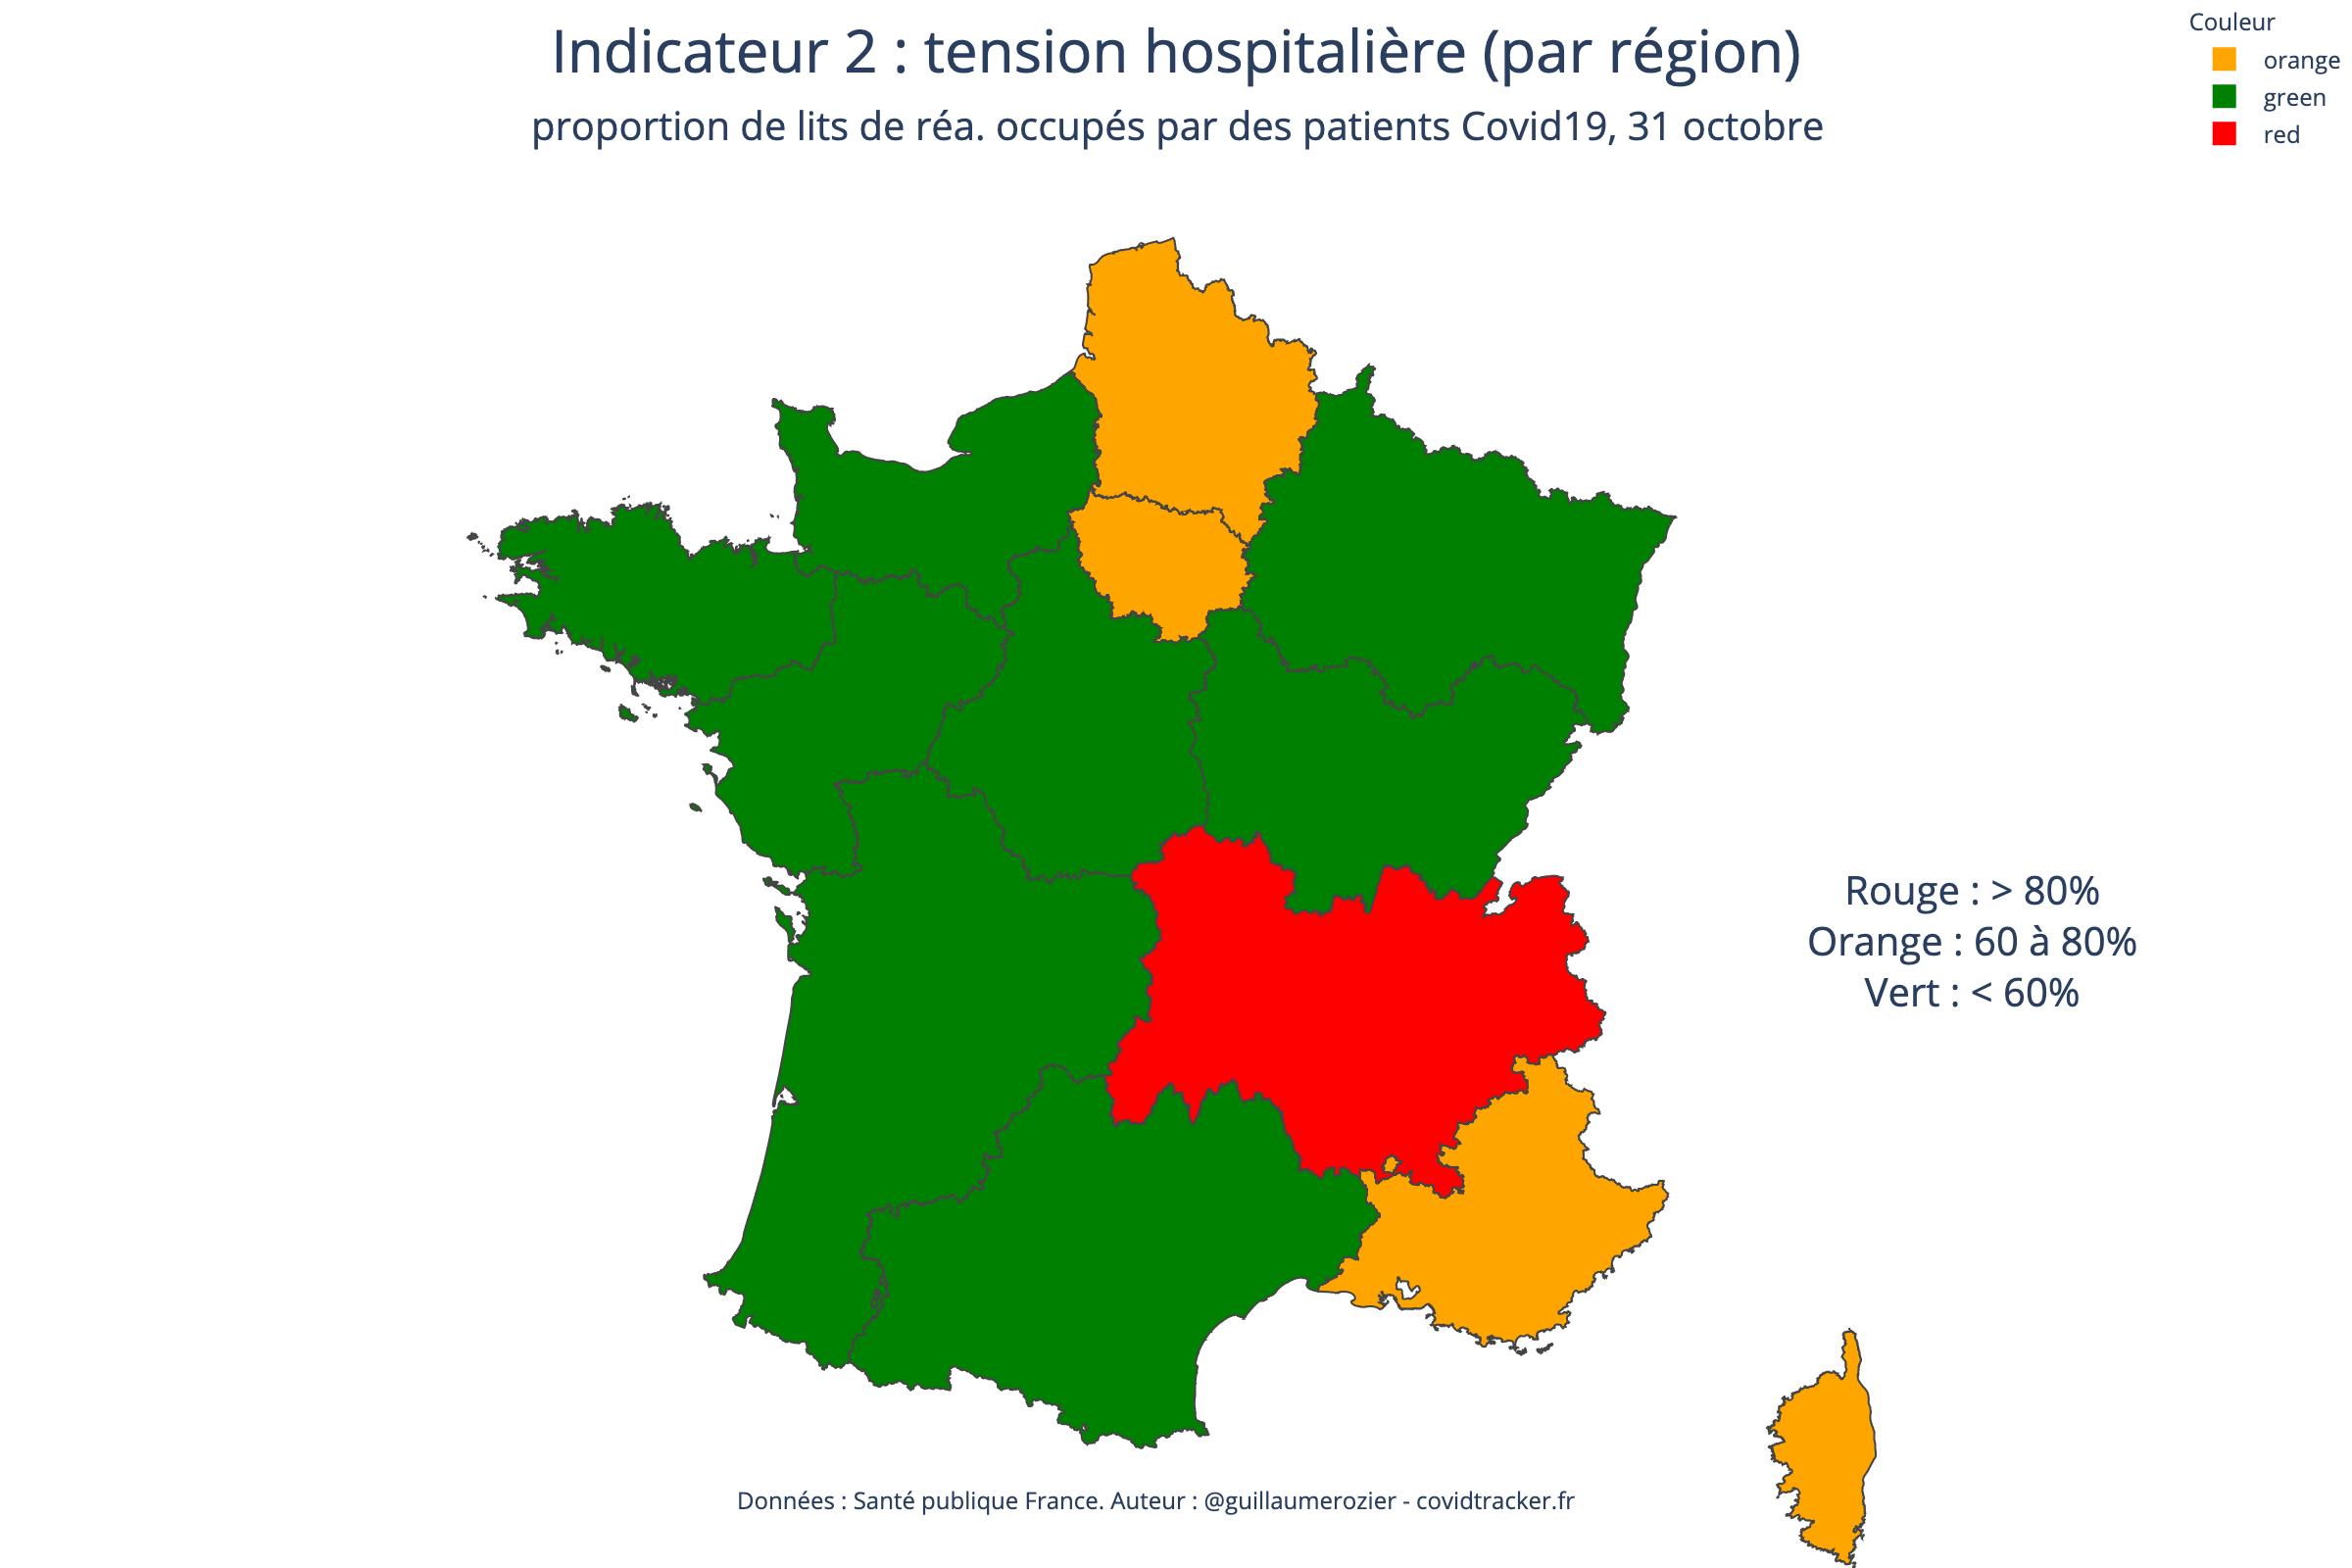 Indicateur 2 : tension hospitalière (par région)
proportion de lits de réa. occupés par des patients Covid19, 31 octobre
Couleur
orange
green
red
Rouge : > 80%
Orange : 60 à 80%
Vert : < 60%
Données : Santé publique France. Auteur : @guillaumerozier - covidtracker.fr